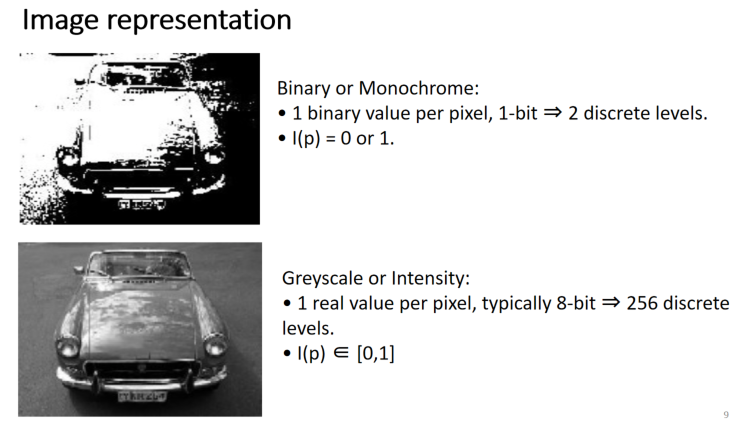 Image representation
Binary or Monochrome:
• 1 binary value per pixel, 1-bit ⇒ 2 discrete levels.
• I(p) = 0 or 1.
Greyscale or Intensity:
• 1 real value per pixel, typically 8-bit ⇒ 256 discrete
levels.
• I(p) ∈ [0,1]
9